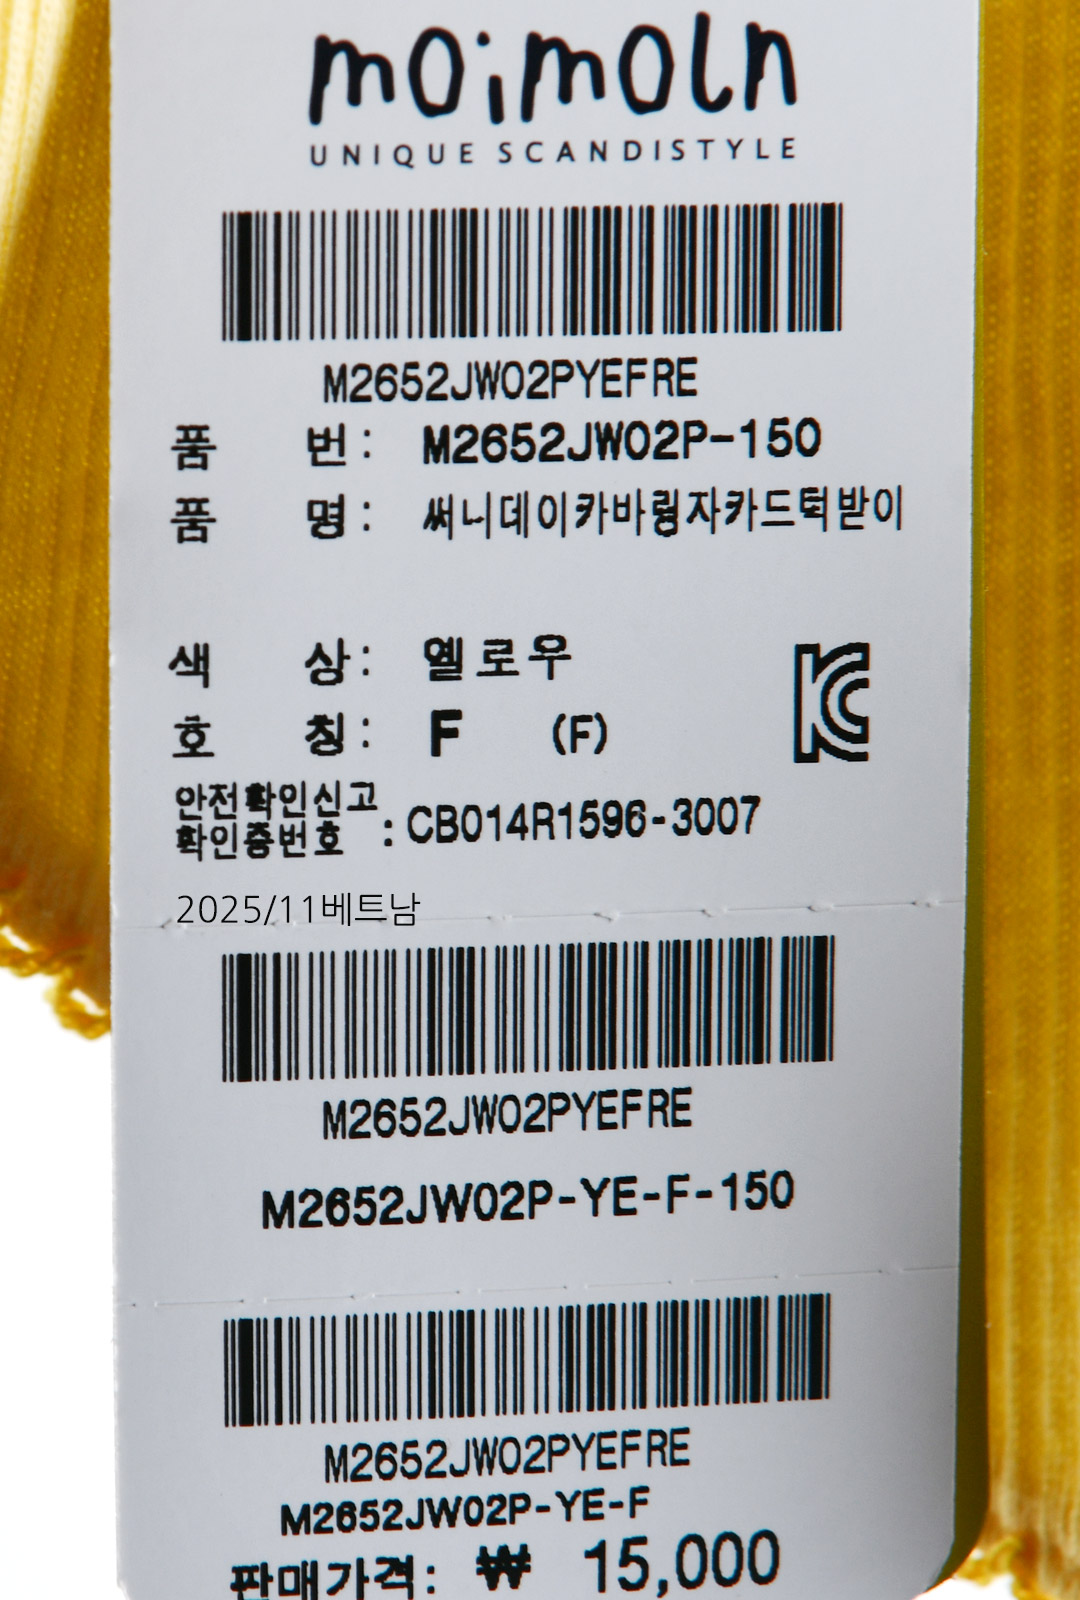 moimoln
UNIQUE SCANDISTYLE
M2652JW02PYEFRE
품 번: M2652JW02P-150
품 명: 써니데이카바링자카드턱받이
색 상: 옐로우
호 칭: F (F)
안전확인신고
확인증번호 : CB014R1596-3007
2025/11베트남
M2652JW02PYEFRE
M2652JW02P-YE-F-150
M2652JW02PYEFRE
M2652JW02P-YE-F
판매가격: ₩ 15,000